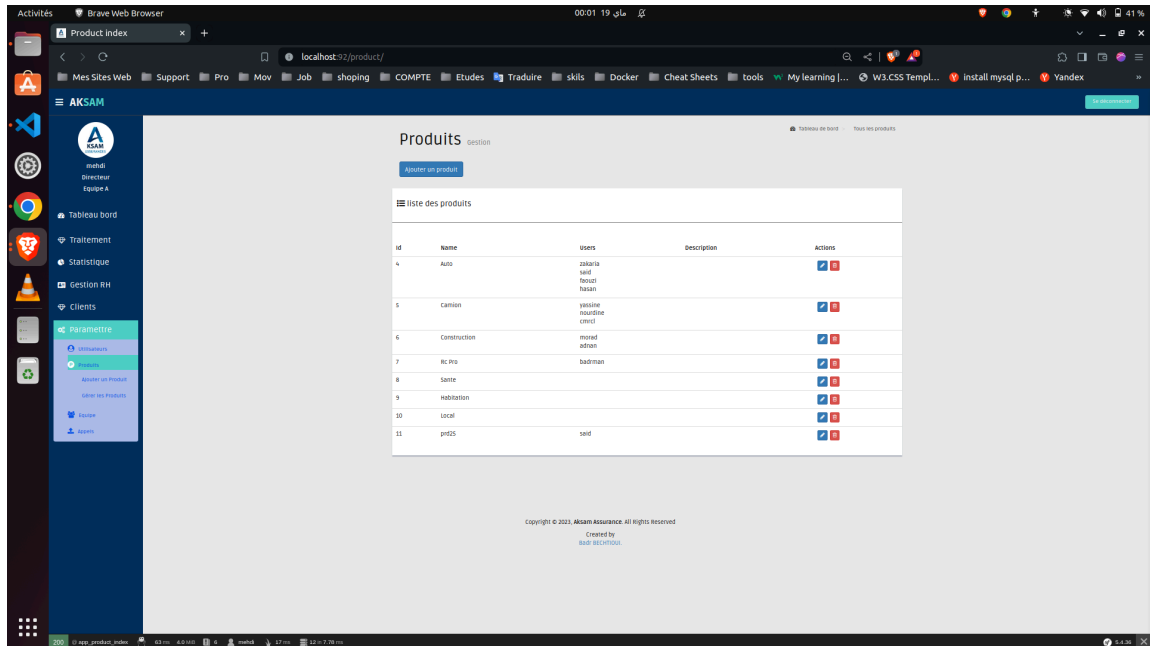 Activités Brave Web Browser 00:01 19 ماي 41 %
Product index × +
localhost:92/product/
Mes Sites Web Support Pro Mov Job shoping COMPTE Etudes Traduire skils Docker Cheat Sheets tools My learning |... W3.CSS Templ... install mysql p... Yandex »
AKSAM Se déconnecter
KSAM
mehdi
Directeur
Equipe A
Tableau bord
Traitement
Statistique
Gestion RH
Clients
Parametre
Utilisateurs
Produits
Ajouter un Produit
Gérer les Produits
Equipe
Appels
Produits Gestion
Tableau de bord Tous les produits
Ajouter un produit
liste des produits
Id Name Users Description Actions
4 Auto zakaria
said
faouzi
hasan
5 Camion yassine
nourdine
cmrcl
6 Construction morad
adnan
7 Rc Pro badrman
8 Sante
9 Habitation
10 Local
11 prd25 said
Copyright © 2023, Aksam Assurance. All Rights Reserved
Created by
Badr BECHTIOUI.
200 @ app_product_index 63 ms 4.0 MiB 6 mehdi 17 ms 12 in 7.78 ms 5.4.36